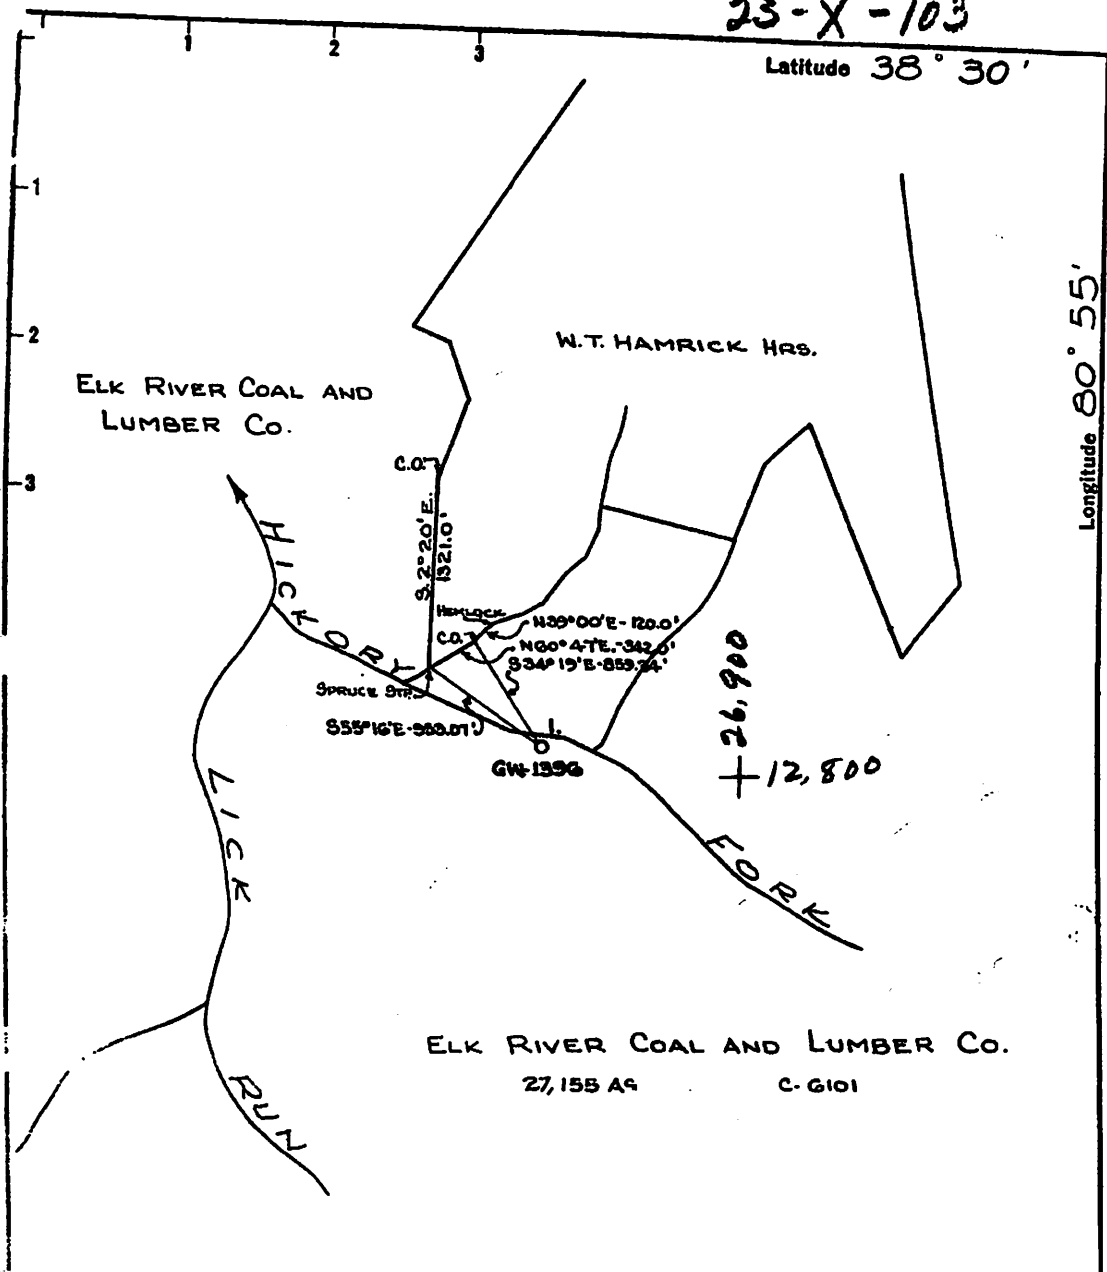 23-X-103
Latitude 38° 30'
1 2 3
1
2
3
Longitude 80° 55'
W.T. HAMRICK HRS.
ELK RIVER COAL AND
LUMBER CO.
C.O.
S.2°20'E.
1321.0'
HEMLOCK
C.O.
N39°00'E-120.0'
N60°47'E.-342.0'
S34°19'E-859.34'
SPRUCE STP.
S55°16'E-
1.
GW-1396
26,900
12,800
HICKORY
FORK
LICK
RUN
ELK RIVER COAL AND LUMBER CO.
27,155 AC C-6101